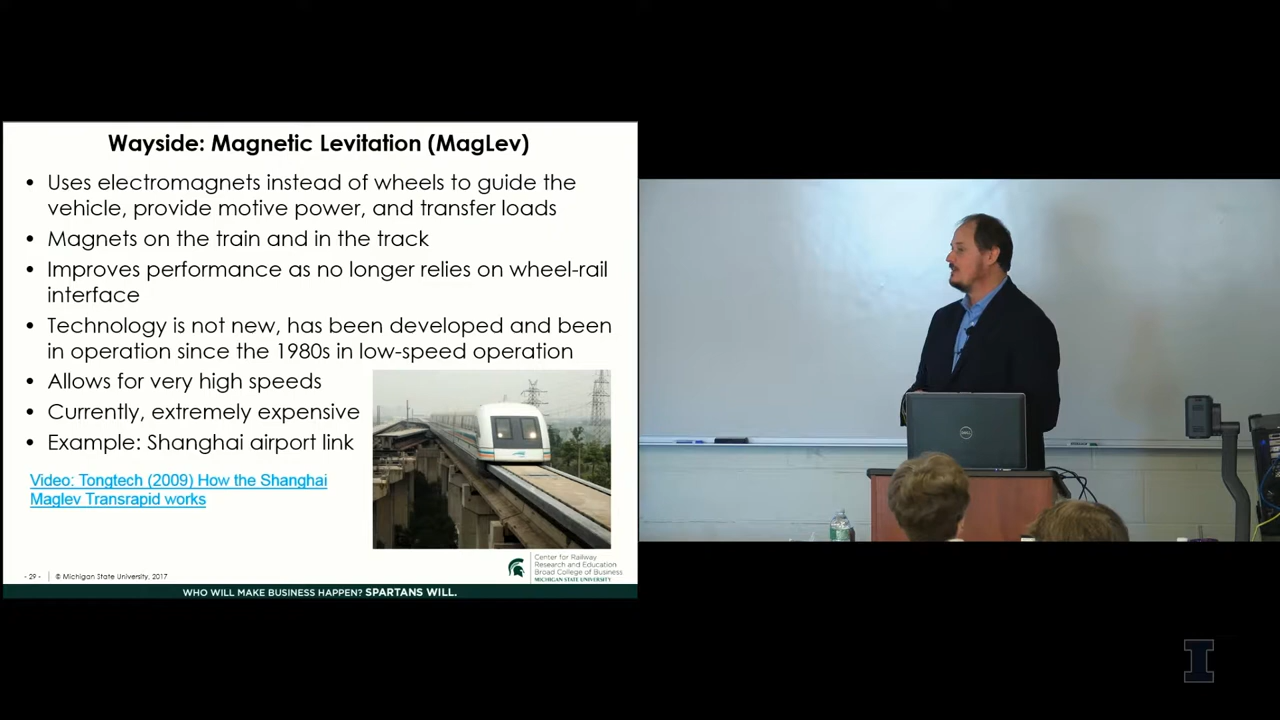 Wayside: Magnetic Levitation (MagLev)
• Uses electromagnets instead of wheels to guide the
vehicle, provide motive power, and transfer loads
• Magnets on the train and in the track
• Improves performance as no longer relies on wheel-rail
interface
• Technology is not new, has been developed and been
in operation since the 1980s in low-speed operation
• Allows for very high speeds
• Currently, extremely expensive
• Example: Shanghai airport link
Video: Tongtech (2009) How the Shanghai
Maglev Transrapid works
Center for Railway
Research and Education
Broad College of Business
MICHIGAN STATE UNIVERSITY
- 29 - © Michigan State University, 2017
WHO WILL MAKE BUSINESS HAPPEN? SPARTANS WILL.
DELL
I